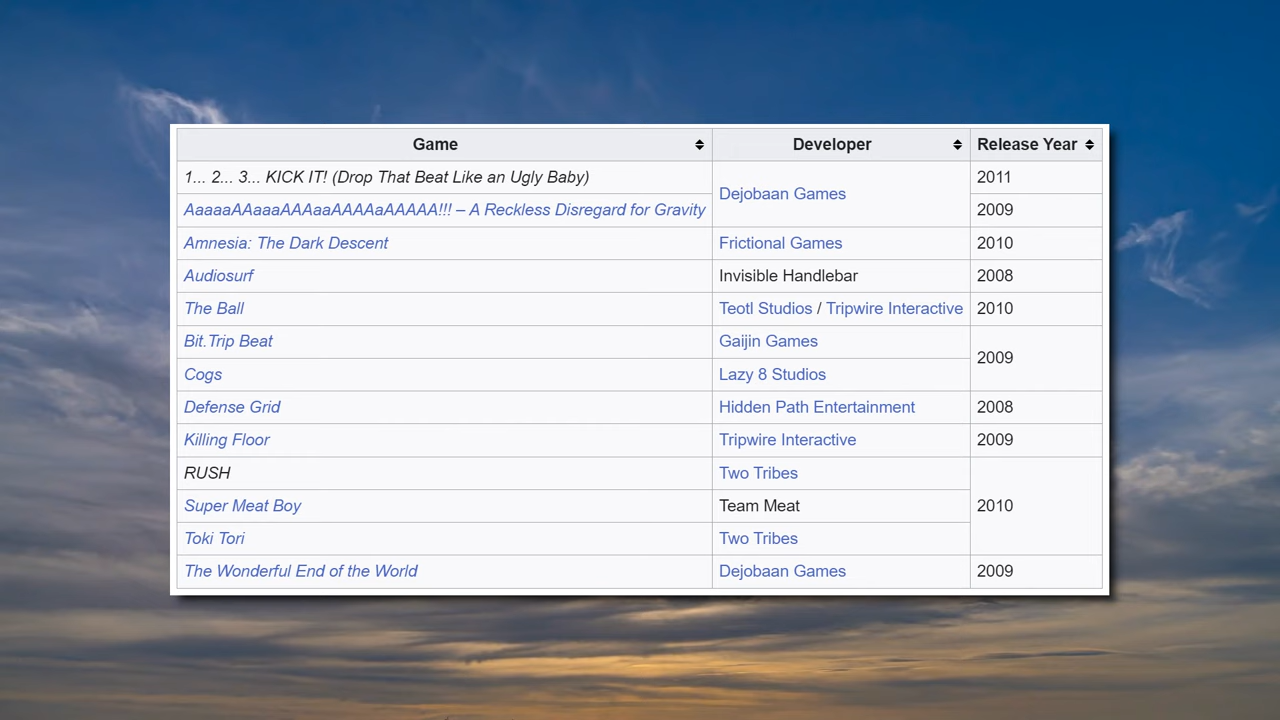 Game Developer Release Year
1... 2... 3... KICK IT! (Drop That Beat Like an Ugly Baby) Dejobaan Games 2011
AaaaaAAaaaAAAaaAAAAaAAAAA!!! – A Reckless Disregard for Gravity 2009
Amnesia: The Dark Descent Frictional Games 2010
Audiosurf Invisible Handlebar 2008
The Ball Teotl Studios / Tripwire Interactive 2010
Bit.Trip Beat Gaijin Games 2009
Cogs Lazy 8 Studios
Defense Grid Hidden Path Entertainment 2008
Killing Floor Tripwire Interactive 2009
RUSH Two Tribes 2010
Super Meat Boy Team Meat
Toki Tori Two Tribes
The Wonderful End of the World Dejobaan Games 2009